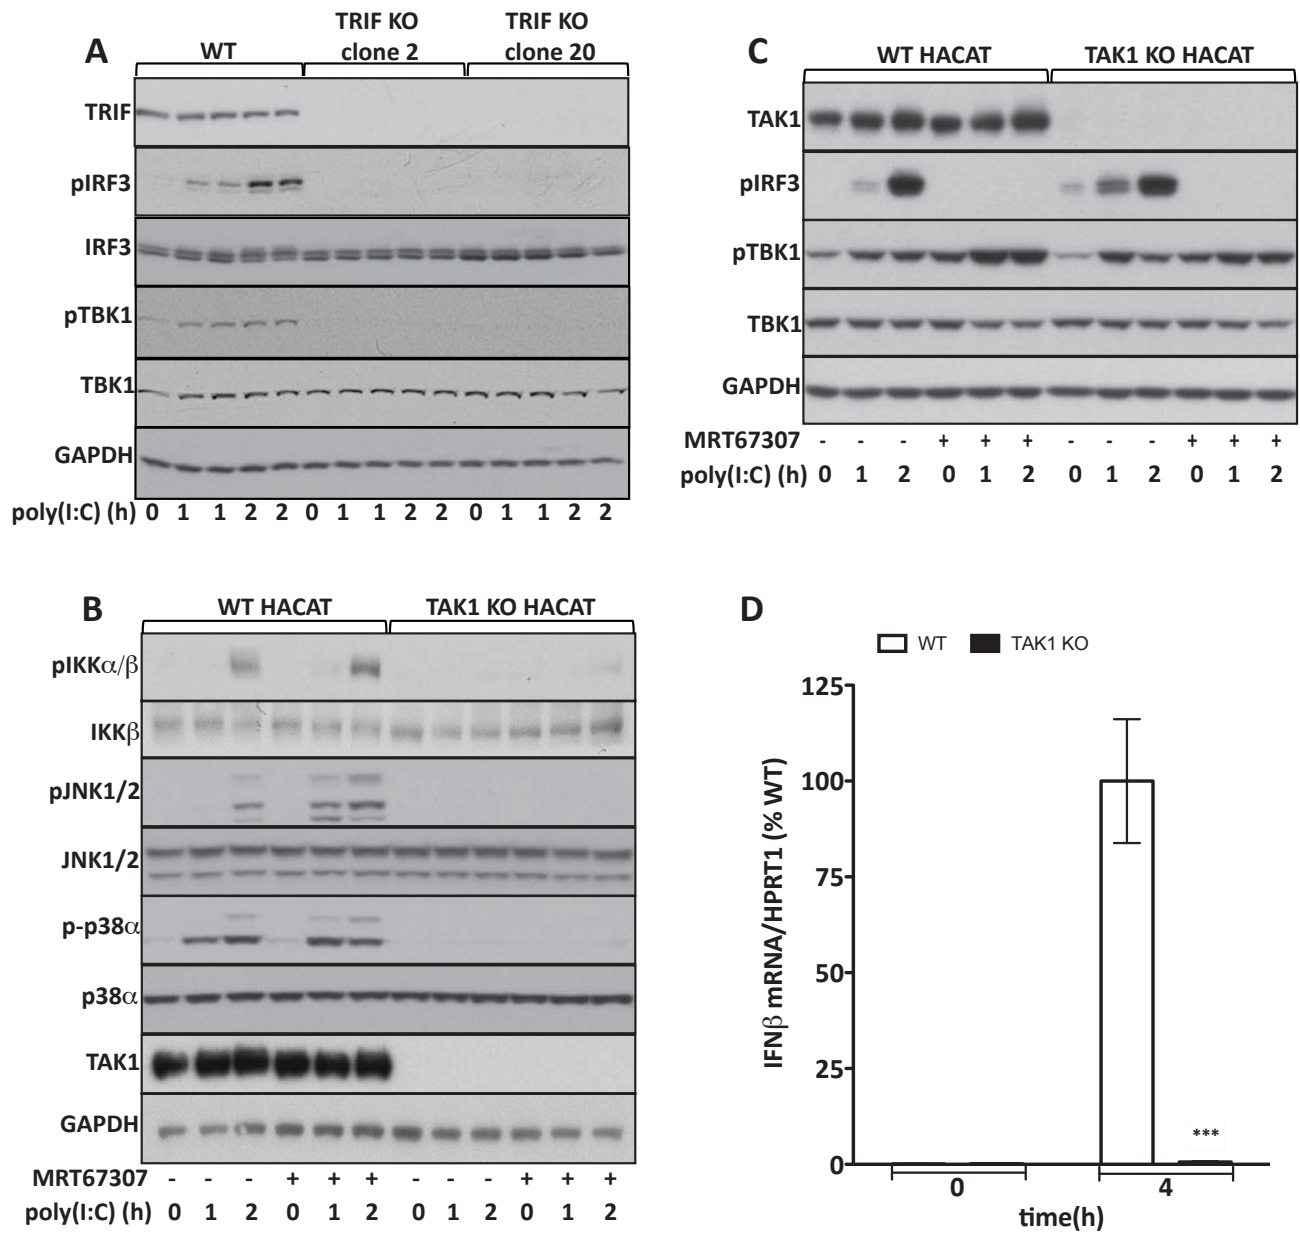 A
WT
TRIF KO
clone 2
TRIF KO
clone 20
TRIF
pIRF3
IRF3
pTBK1
TBK1
GAPDH
poly(I:C) (h) 0 1 1 2 2 0 1 1 2 2 0 1 1 2 2
C
WT HACAT
TAK1 KO HACAT
TAK1
pIRF3
pTBK1
TBK1
GAPDH
MRT67307 - - - + + + - - - + + +
poly(I:C) (h) 0 1 2 0 1 2 0 1 2 0 1 2
B
WT HACAT
TAK1 KO HACAT
pIKKα/β
IKKβ
pJNK1/2
JNK1/2
p-p38α
p38α
TAK1
GAPDH
MRT67307 - - - + + + - - - + + +
poly(I:C) (h) 0 1 2 0 1 2 0 1 2 0 1 2
D
WT
TAK1 KO
IFNβ mRNA/HPRT1 (% WT)
125
100
75
50
25
0
***
0
4
time(h)